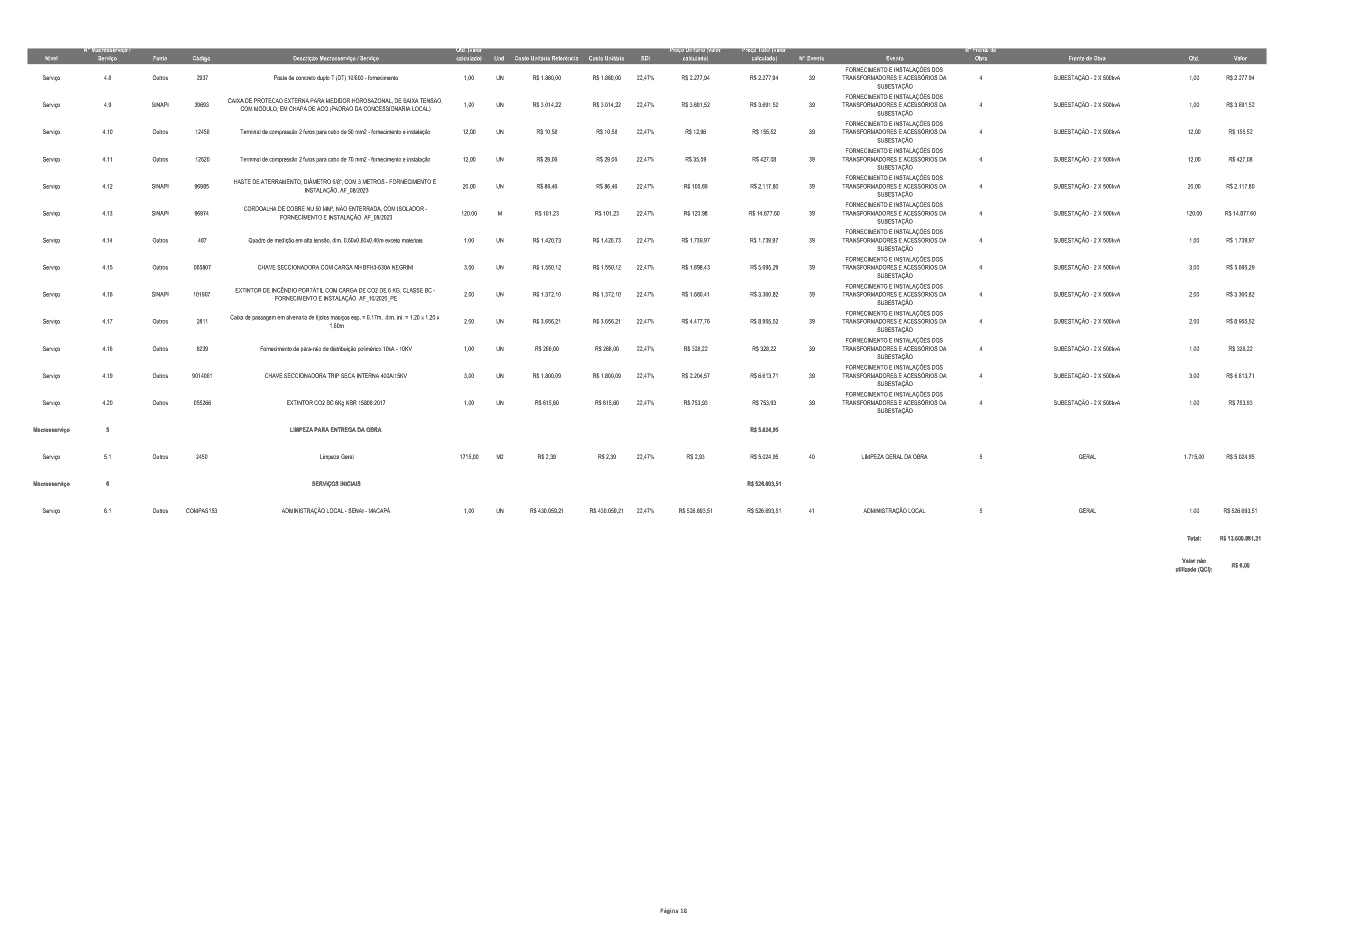 Nível Nº Macrosserviço / Serviço Fonte Código Descrição Macrosserviço / Serviço Qtd. (valor calculado) Und Custo Unitário Referência Custo Unitário BDI Preço Unitário (valor calculado) Preço Total (valor calculado) Nº Evento Evento Nº Frente de Obra Frente de Obra Qtd. Valor
Serviço 4.8 Outros 2937 Poste de concreto duplo T (DT) 10/600 - fornecimento 1,00 UN R$ 1.860,00 R$ 1.860,00 22,47% R$ 2.277,94 R$ 2.277,94 39 FORNECIMENTO E INSTALAÇÕES DOS TRANSFORMADORES E ACESSÓRIOS DA SUBESTAÇÃO 4 SUBESTAÇÃO - 2 X 500kvA 1,00 R$ 2.277,94
Serviço 4.9 SINAPI 39693 CAIXA DE PROTECAO EXTERNA PARA MEDIDOR HOROSAZONAL, DE BAIXA TENSAO, COM MODULO, EM CHAPA DE ACO (PADRAO DA CONCESSIONARIA LOCAL) 1,00 UN R$ 3.014,22 R$ 3.014,22 22,47% R$ 3.691,52 R$ 3.691,52 39 FORNECIMENTO E INSTALAÇÕES DOS TRANSFORMADORES E ACESSÓRIOS DA SUBESTAÇÃO 4 SUBESTAÇÃO - 2 X 500kvA 1,00 R$ 3.691,52
Serviço 4.10 Outros 12458 Terminal de compressão 2 furos para cabo de 50 mm2 - fornecimento e instalação 12,00 UN R$ 10,58 R$ 10,58 22,47% R$ 12,96 R$ 155,52 39 FORNECIMENTO E INSTALAÇÕES DOS TRANSFORMADORES E ACESSÓRIOS DA SUBESTAÇÃO 4 SUBESTAÇÃO - 2 X 500kvA 12,00 R$ 155,52
Serviço 4.11 Outros 12620 Terminal de compressão 2 furos para cabo de 70 mm2 - fornecimento e instalação 12,00 UN R$ 29,06 R$ 29,06 22,47% R$ 35,59 R$ 427,08 39 FORNECIMENTO E INSTALAÇÕES DOS TRANSFORMADORES E ACESSÓRIOS DA SUBESTAÇÃO 4 SUBESTAÇÃO - 2 X 500kvA 12,00 R$ 427,08
Serviço 4.12 SINAPI 96985 HASTE DE ATERRAMENTO, DIÂMETRO 5/8", COM 3 METROS - FORNECIMENTO E INSTALAÇÃO. AF_08/2023 20,00 UN R$ 86,46 R$ 86,46 22,47% R$ 105,89 R$ 2.117,80 39 FORNECIMENTO E INSTALAÇÕES DOS TRANSFORMADORES E ACESSÓRIOS DA SUBESTAÇÃO 4 SUBESTAÇÃO - 2 X 500kvA 20,00 R$ 2.117,80
Serviço 4.13 SINAPI 96974 CORDOALHA DE COBRE NU 50 MM², NÃO ENTERRADA, COM ISOLADOR - FORNECIMENTO E INSTALAÇÃO. AF_08/2023 120,00 M R$ 101,23 R$ 101,23 22,47% R$ 123,98 R$ 14.877,60 39 FORNECIMENTO E INSTALAÇÕES DOS TRANSFORMADORES E ACESSÓRIOS DA SUBESTAÇÃO 4 SUBESTAÇÃO - 2 X 500kvA 120,00 R$ 14.877,60
Serviço 4.14 Outros 467 Quadro de medição em alta tensão, dim. 0,60x0,60x0,40m exceto materiais 1,00 UN R$ 1.420,73 R$ 1.420,73 22,47% R$ 1.739,97 R$ 1.739,97 39 FORNECIMENTO E INSTALAÇÕES DOS TRANSFORMADORES E ACESSÓRIOS DA SUBESTAÇÃO 4 SUBESTAÇÃO - 2 X 500kvA 1,00 R$ 1.739,97
Serviço 4.15 Outros CHAVE SECCIONADORA COM CARGA NH BFH3-630A NEGRINI 3,00 UN R$ 1.550,12 R$ 1.550,12 22,47% R$ 1.898,43 R$ 5.695,29 39 FORNECIMENTO E INSTALAÇÕES DOS TRANSFORMADORES E ACESSÓRIOS DA SUBESTAÇÃO 4 SUBESTAÇÃO - 2 X 500kvA 3,00 R$ 5.695,29
Serviço 4.16 SINAPI 101907 EXTINTOR DE INCÊNDIO PORTÁTIL COM CARGA DE CO2 DE 6 KG, CLASSE BC - FORNECIMENTO E INSTALAÇÃO. AF_10/2020_PE 2,00 UN R$ 1.372,10 R$ 1.372,10 22,47% R$ 1.680,41 R$ 3.360,82 39 FORNECIMENTO E INSTALAÇÕES DOS TRANSFORMADORES E ACESSÓRIOS DA SUBESTAÇÃO 4 SUBESTAÇÃO - 2 X 500kvA 2,00 R$ 3.360,82
Serviço 4.17 Outros 2811 Caixa de passagem em alvenaria de tijolos maciços esp. = 0,17m, dim. int. = 1.20 x 1.20 x 1.60m 2,00 UN R$ 3.656,21 R$ 3.656,21 22,47% R$ 4.477,76 R$ 8.955,52 39 FORNECIMENTO E INSTALAÇÕES DOS TRANSFORMADORES E ACESSÓRIOS DA SUBESTAÇÃO 4 SUBESTAÇÃO - 2 X 500kvA 2,00 R$ 8.955,52
Serviço 4.18 Outros 8239 Fornecimento de para-raio de distribuição polimérico 10kA - 10KV 1,00 UN R$ 268,00 R$ 268,00 22,47% R$ 328,22 R$ 328,22 39 FORNECIMENTO E INSTALAÇÕES DOS TRANSFORMADORES E ACESSÓRIOS DA SUBESTAÇÃO 4 SUBESTAÇÃO - 2 X 500kvA 1,00 R$ 328,22
Serviço 4.19 Outros 9014061 CHAVE SECCIONADORA TRIP SECA INTERNA 400A/15KV 3,00 UN R$ 1.800,09 R$ 1.800,09 22,47% R$ 2.204,57 R$ 6.613,71 39 FORNECIMENTO E INSTALAÇÕES DOS TRANSFORMADORES E ACESSÓRIOS DA SUBESTAÇÃO 4 SUBESTAÇÃO - 2 X 500kvA 3,00 R$ 6.613,71
Serviço 4.20 Outros 055266 EXTINTOR CO2 BC 6Kg NBR 15808:2017 1,00 UN R$ 615,60 R$ 615,60 22,47% R$ 753,93 R$ 753,93 39 FORNECIMENTO E INSTALAÇÕES DOS TRANSFORMADORES E ACESSÓRIOS DA SUBESTAÇÃO 4 SUBESTAÇÃO - 2 X 500kvA 1,00 R$ 753,93
Macrosserviço 5 LIMPEZA PARA ENTREGA DA OBRA R$ 5.024,95
Serviço 5.1 Outros 2450 Limpeza Geral 1715,00 M2 R$ 2,39 R$ 2,39 22,47% R$ 2,93 R$ 5.024,95 40 LIMPEZA GERAL DA OBRA 5 GERAL 1.715,00 R$ 5.024,95
Macrosserviço 6 SERVIÇOS INICIAIS R$ 526.693,51
Serviço 6.1 Outros COMPAS153 ADMINISTRAÇÃO LOCAL - SENAI - MACAPÁ 1,00 UN R$ 430.059,21 R$ 430.059,21 22,47% R$ 526.693,51 R$ 526.693,51 41 ADMINISTRAÇÃO LOCAL 5 GERAL 1,00 R$ 526.693,51
Total: R$ 13.600.881,31
Valor não utilizado (QCI): R$ 0,00
Página 18